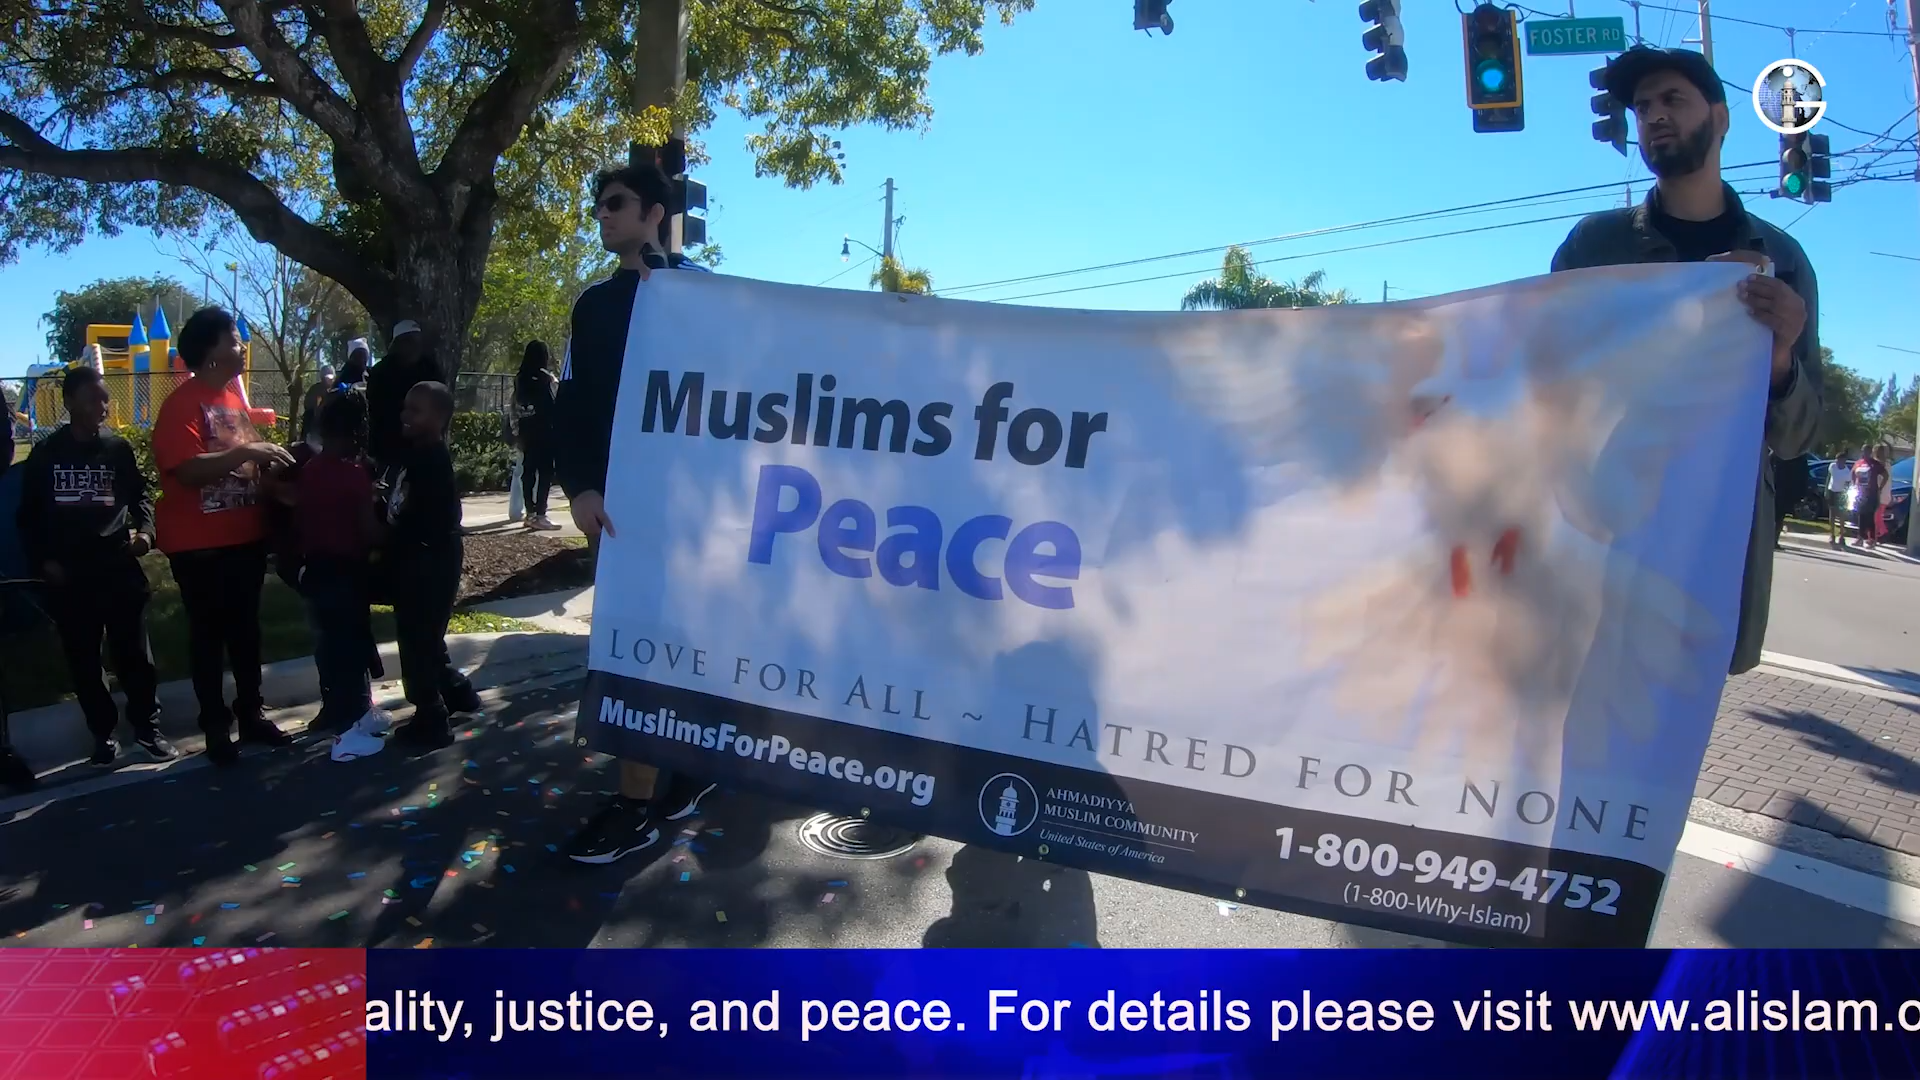 FOSTER RD
G
MIAMI
HEAT
Muslims for
Peace
LOVE FOR ALL ~ HATRED FOR NONE
MuslimsForPeace.org
AHMADIYYA
MUSLIM COMMUNITY
United States of America
1-800-949-4752
(1-800-Why-Islam)
ality, justice, and peace. For details please visit www.alislam.o